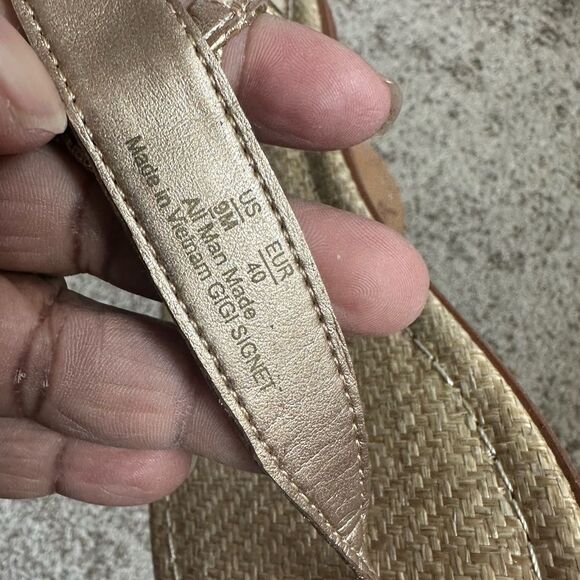 US EUR
9M 40
All Man Made
Made in Vietnam GIGI SIGNET